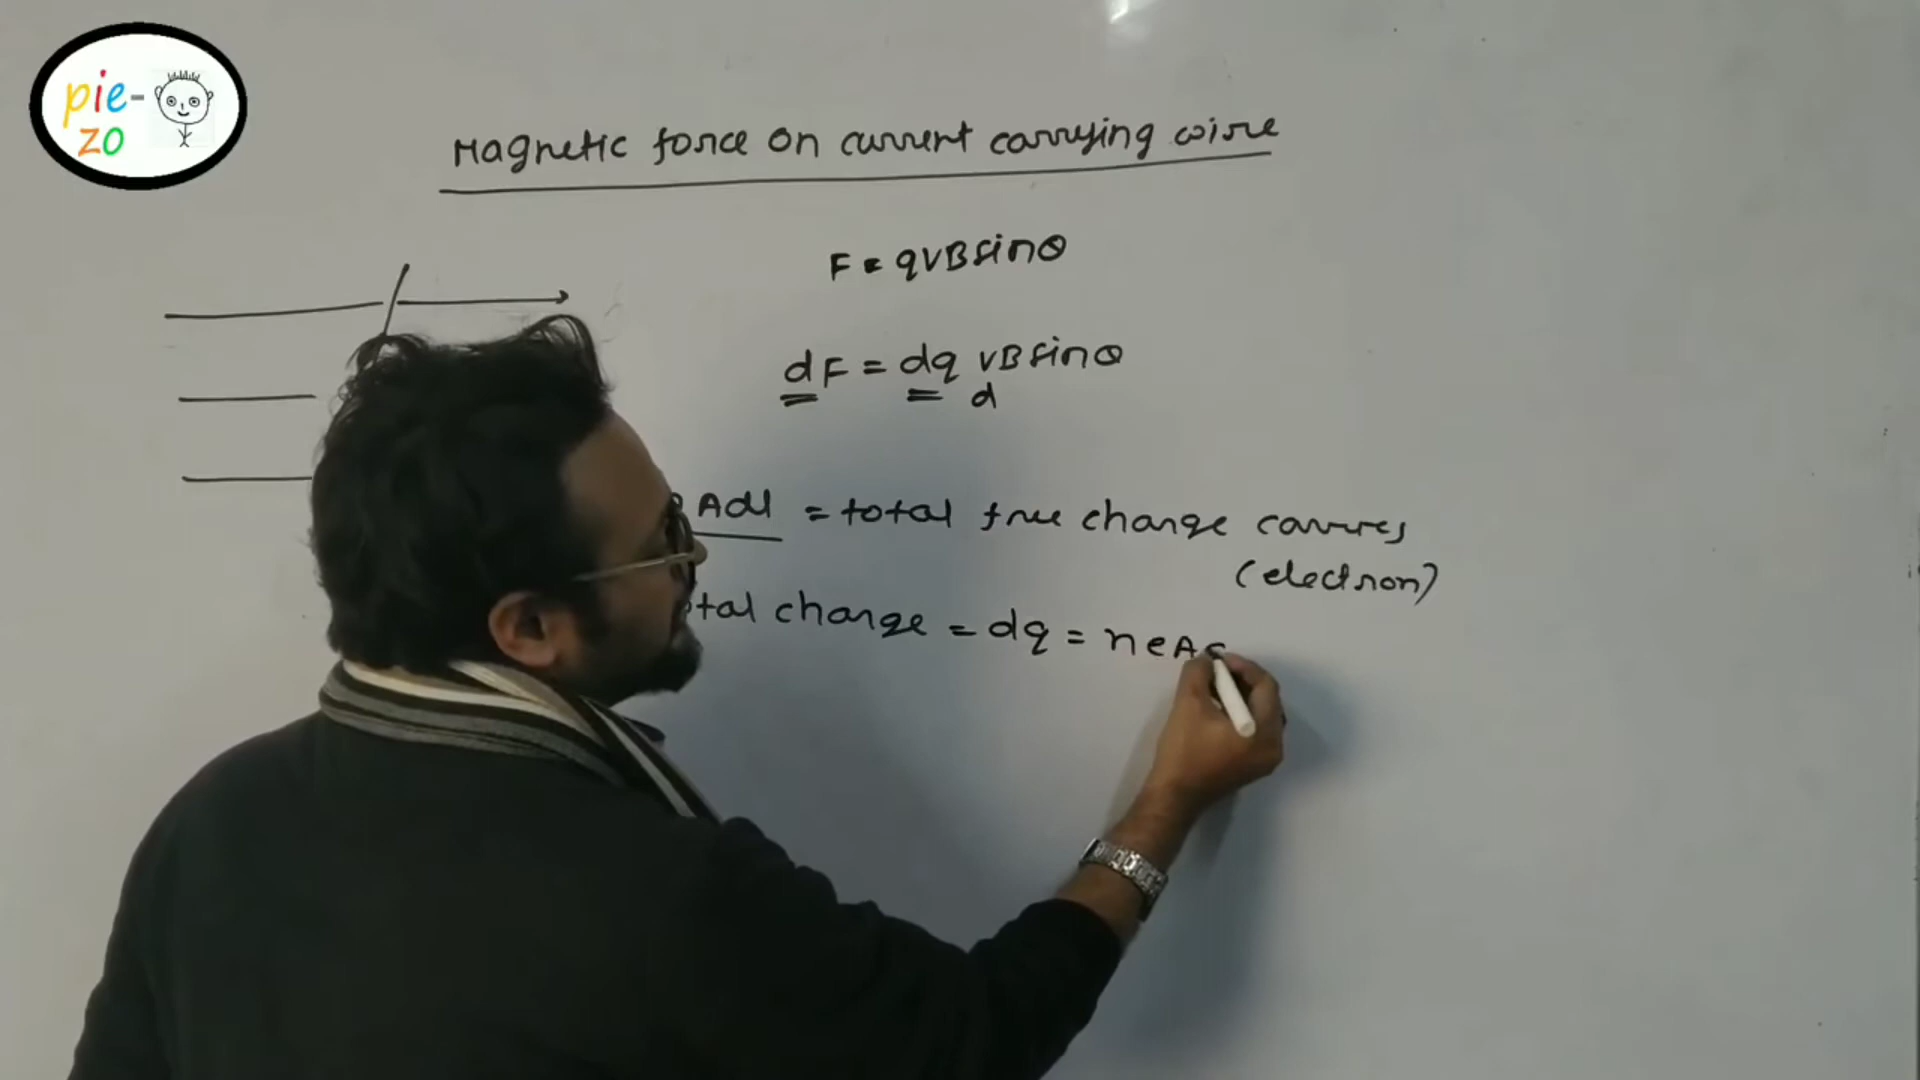 pie-
zo
Magnetic force on current carrying wire
F = qVBsinθ
dF = dq VBsinθ
d
Adl = total free charge carrires
(electron)
tal charge = dq = neA